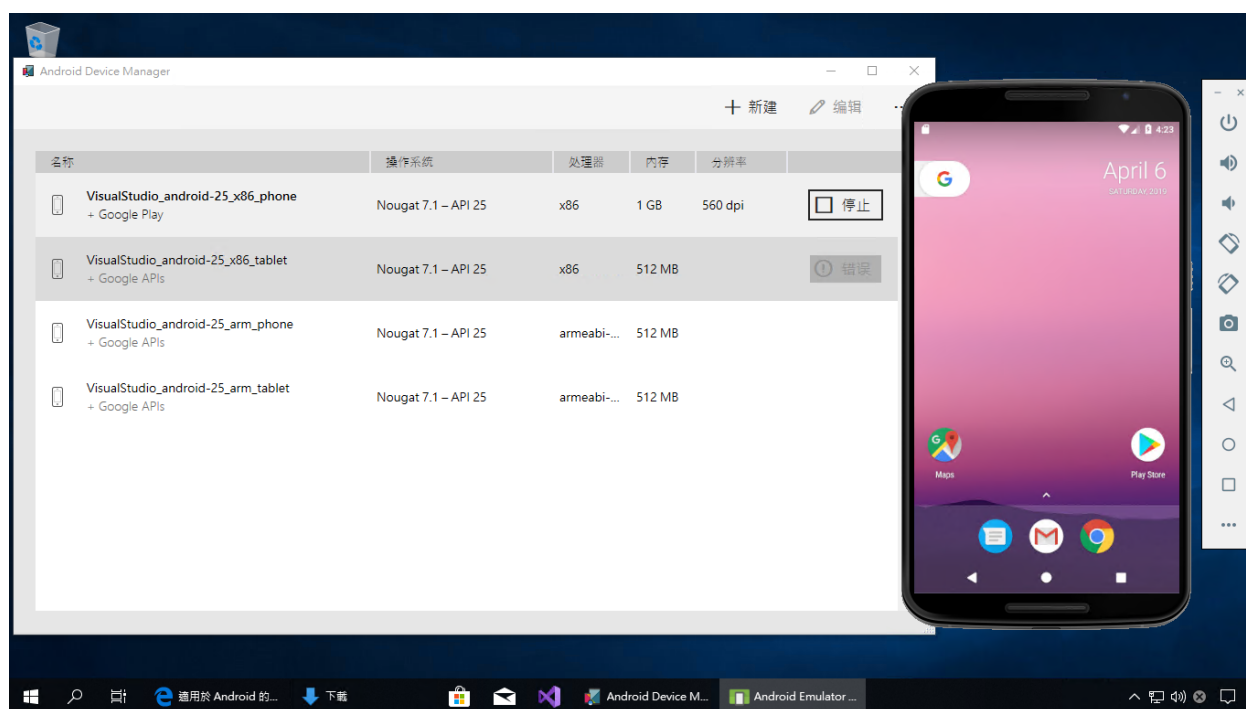 Android Device Manager
新建
编辑
名称 操作系统 处理器 内存 分辨率
VisualStudio_android-25_x86_phone
+ Google Play
Nougat 7.1 – API 25 x86 1 GB 560 dpi 停止
VisualStudio_android-25_x86_tablet
+ Google APIs
Nougat 7.1 – API 25 x86 512 MB 错误
VisualStudio_android-25_arm_phone
+ Google APIs
Nougat 7.1 – API 25 armeabi-... 512 MB
VisualStudio_android-25_arm_tablet
+ Google APIs
Nougat 7.1 – API 25 armeabi-... 512 MB
4:23
G
April 6
SATURDAY, 2019
Maps
Play Store
適用於 Android 的... 下載 Android Device M... Android Emulator ...